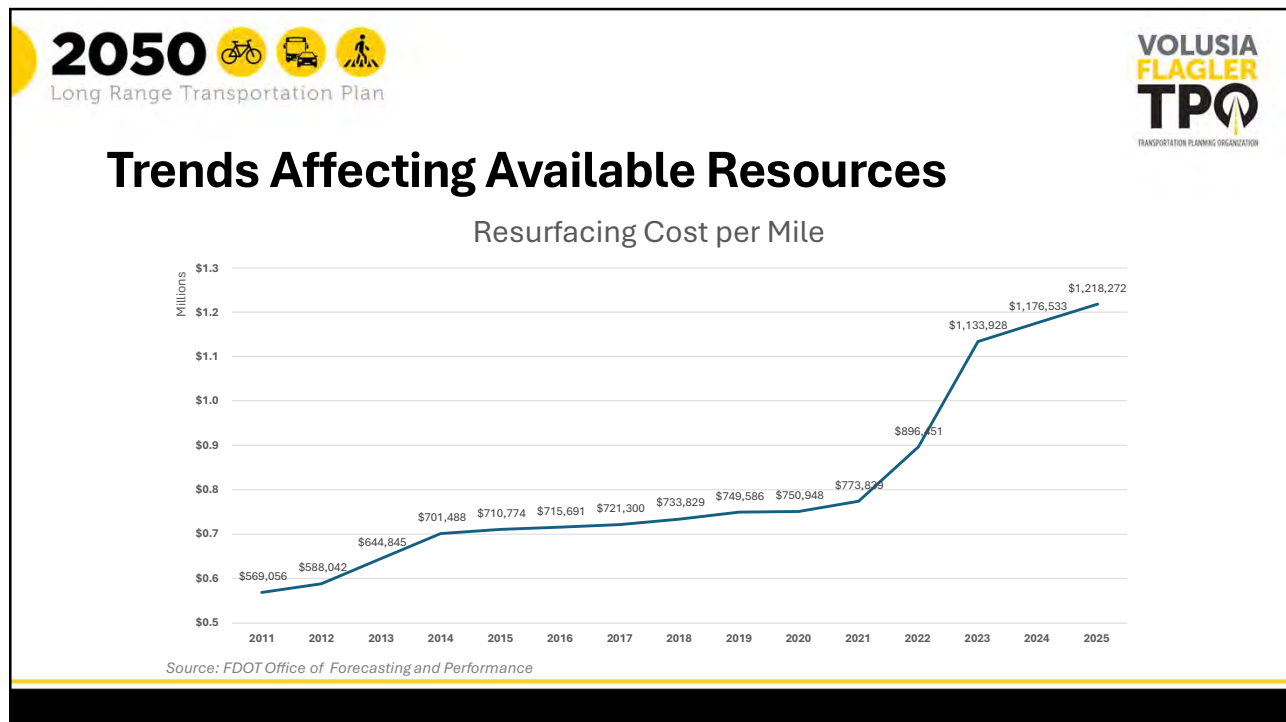 2050
Long Range Transportation Plan
VOLUSIA
FLAGLER
TPO
TRANSPORTATION PLANNING ORGANIZATION
Trends Affecting Available Resources
Resurfacing Cost per Mile
Millions
$1.3
$1.2
$1.1
$1.0
$0.9
$0.8
$0.7
$0.6
$0.5
$569,056
$588,042
$644,845
$701,488
$710,774
$715,691
$721,300
$733,829
$749,586
$750,948
$773,839
$896,451
$1,133,928
$1,176,533
$1,218,272
2011 2012 2013 2014 2015 2016 2017 2018 2019 2020 2021 2022 2023 2024 2025
Source: FDOT Office of Forecasting and Performance